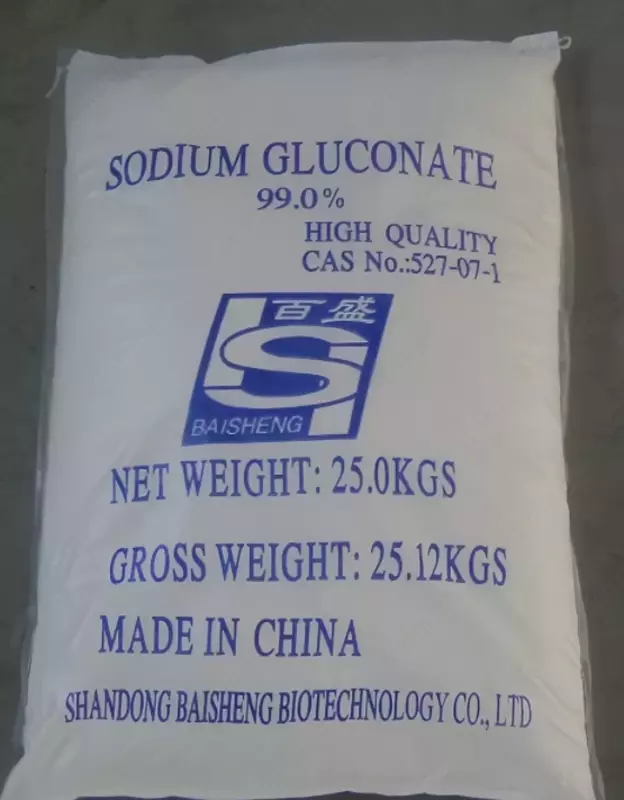 SODIUM GLUCONATE
99.0%
HIGH QUALITY
CAS No.:527-07-1
百盛
BAISHENG
NET WEIGHT: 25.0KGS
GROSS WEIGHT: 25.12KGS
MADE IN CHINA
SHANDONG BAISHENG BIOTECHNOLOGY CO., LTD